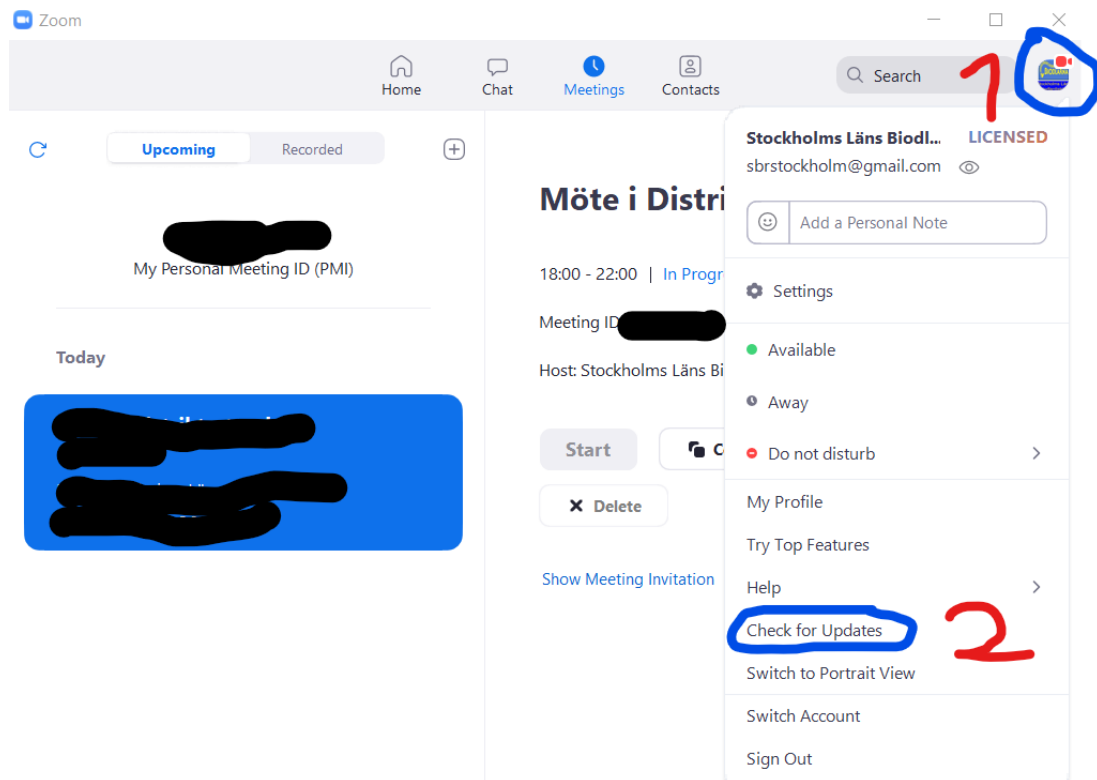 Zoom
Home Chat Meetings Contacts
Search
1
Upcoming Recorded
My Personal Meeting ID (PMI)
Today
Möte i Distri
18:00 - 22:00 | In Progr
Meeting ID
Host: Stockholms Läns Bi
Start
C
Delete
Show Meeting Invitation
Stockholms Läns Biodl... LICENSED
sbrstockholm@gmail.com
Add a Personal Note
Settings
Available
Away
Do not disturb
My Profile
Try Top Features
Help
Check for Updates
2
Switch to Portrait View
Switch Account
Sign Out